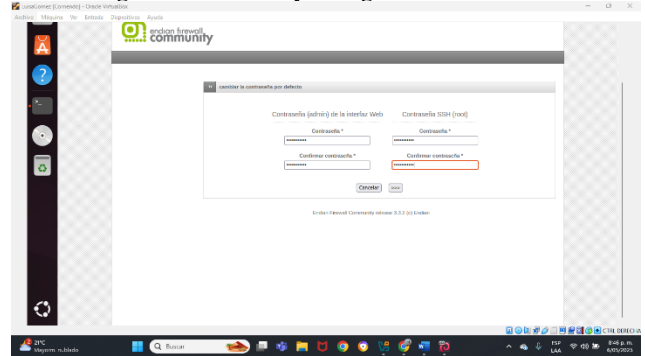 LuisaGomez [Corriendo] - Oracle VirtualBox
Archivo Máquina Ver Entrada Dispositivos Ayuda
endian firewall
community
cambiar la contraseña por defecto
Contraseña (admin) de la interfaz Web Contraseña SSH (root)
Contraseña * Contraseña *
Confirmar contraseña * Confirmar contraseña *
Cancelar >>>
Endian Firewall Community release 3.3.2 (c) Endian
CTRL DERECHA
21°C
Mayorm. nublado
Buscar
ESP
LAA
8:46 p. m.
6/05/2025